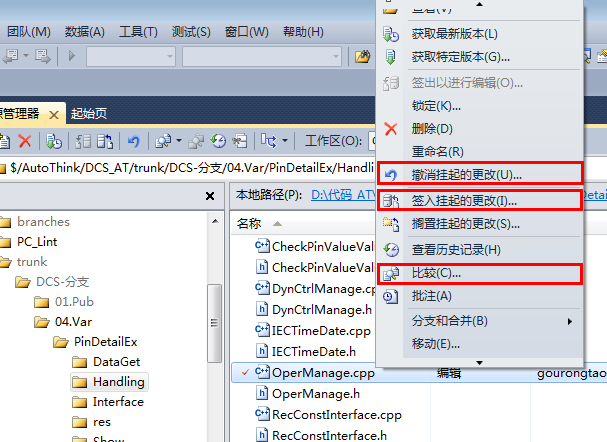 查看(V)
团队(M) 数据(A) 工具(T) 测试(S) 窗口(W) 帮助(H)
获取最新版本(L)
获取特定版本(G)...
签出以进行编辑(O)...
锁定(K)...
删除(D)
重命名(R)
撤消挂起的更改(U)...
签入挂起的更改(I)...
搁置挂起的更改(S)...
查看历史记录(H)
比较(C)...
批注(A)
分支和合并(B)
移动(E)...
管理器 起始页
工作区(O):
$/AutoThink/DCS_AT/trunk/DCS-分支/04.Var/PinDetailEx/Handling
本地路径(P): D:\代码_AT\
名称
branches
PC_Lint
trunk
DCS-分支
01.Pub
04.Var
PinDetailEx
DataGet
Handling
Interface
res
Show
CheckPinValueVal
CheckPinValueVal
DynCtrlManage.cpp
DynCtrlManage.h
IECTimeDate.cpp
IECTimeDate.h
OperManage.cpp 编辑 gourongtao
OperManage.h
RecConstInterface.cpp
RecConstInterface.h